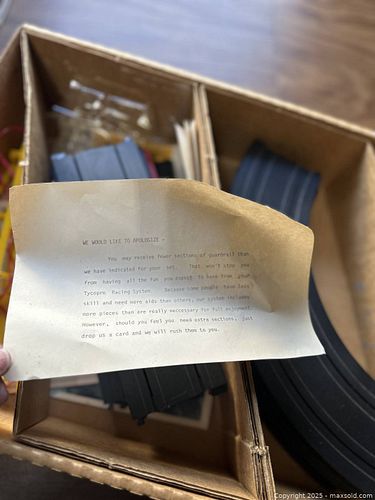 WE WOULD LIKE TO APOLOGIZE -
You may receive fewer sections of guardrail than
we have indicated for your set. That won't stop you
from having all the fun you expect to have from your
Tycopro Racing System. Because some people have less
skill and need more aids than others, our system includes
more pieces than are really neccessary for full enjoyment.
However, should you feel you need extra sections, just
drop us a card and we will rush them to you.
Copyright 2025 - maxsold.com